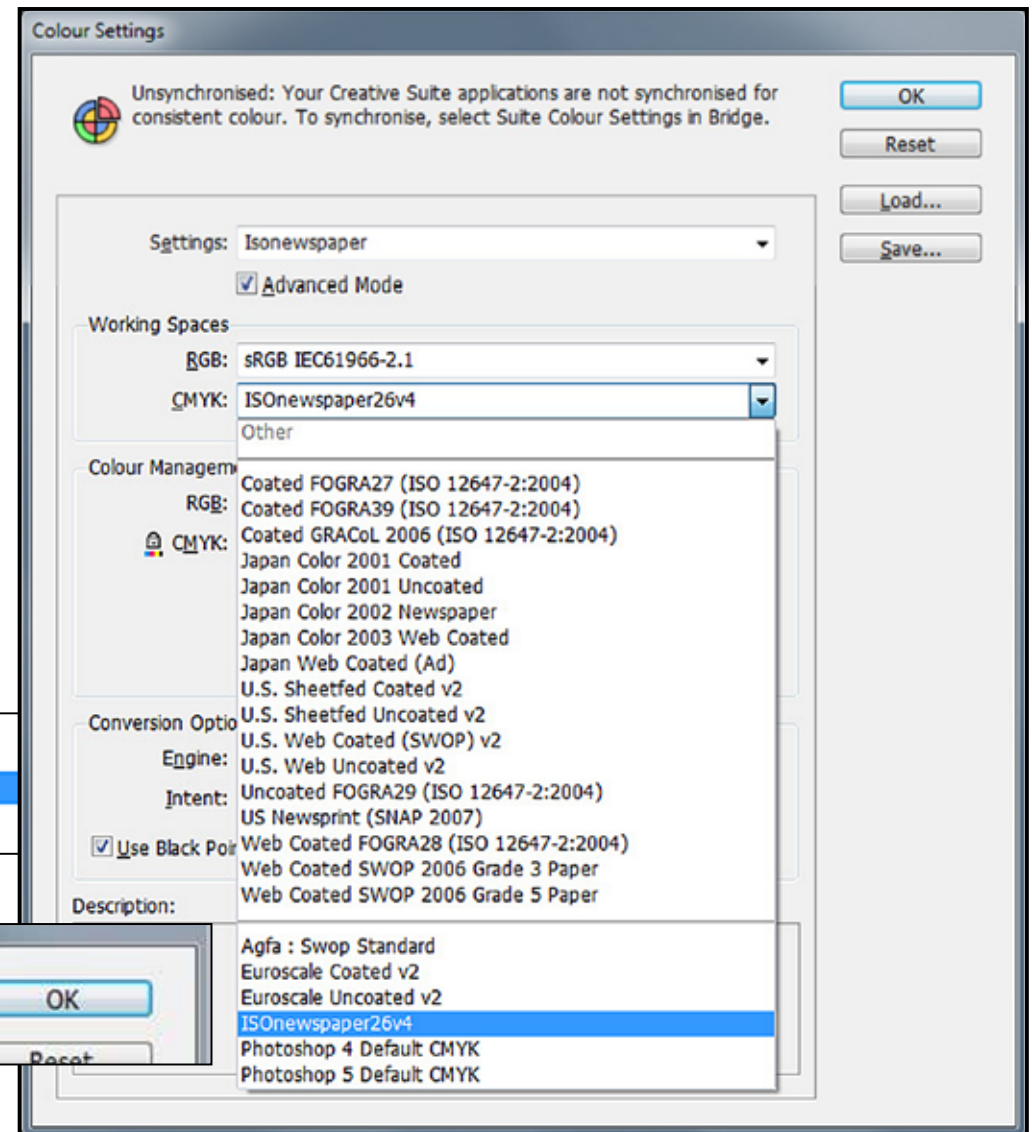 Colour Settings
Unsynchronised: Your Creative Suite applications are not synchronised for
consistent colour. To synchronise, select Suite Colour Settings in Bridge.
OK
Reset
Load...
Save...
Settings: Isonewspaper
Advanced Mode
Working Spaces
RGB: sRGB IEC61966-2.1
CMYK: ISOnewspaper26v4
Other
Colour Managem
RGB:
CMYK:
Coated FOGRA27 (ISO 12647-2:2004)
Coated FOGRA39 (ISO 12647-2:2004)
Coated GRACoL 2006 (ISO 12647-2:2004)
Japan Color 2001 Coated
Japan Color 2001 Uncoated
Japan Color 2002 Newspaper
Japan Color 2003 Web Coated
Japan Web Coated (Ad)
U.S. Sheetfed Coated v2
U.S. Sheetfed Uncoated v2
U.S. Web Coated (SWOP) v2
U.S. Web Uncoated v2
Uncoated FOGRA29 (ISO 12647-2:2004)
US Newsprint (SNAP 2007)
Web Coated FOGRA28 (ISO 12647-2:2004)
Web Coated SWOP 2006 Grade 3 Paper
Web Coated SWOP 2006 Grade 5 Paper
Conversion Optio
Engine:
Intent:
Use Black Poi
Description:
Agfa : Swop Standard
Euroscale Coated v2
Euroscale Uncoated v2
ISOnewspaper26v4
Photoshop 4 Default CMYK
Photoshop 5 Default CMYK
OK
Reset